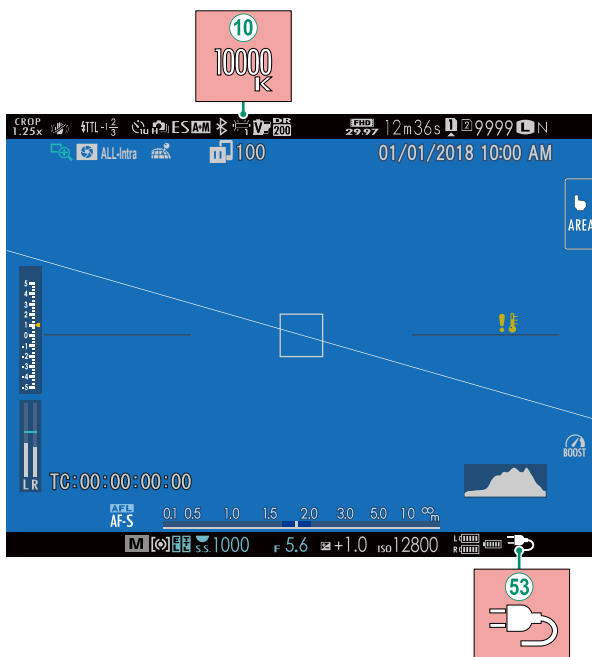 10
10000
K
CROP
1.25x TTL-1 2/3 10 ES A▸M DR 200 FHD 29.97 12m36s 1 2 9999 L N
ALL-Intra 100 01/01/2018 10:00 AM
AREA
5
4
3
2
1
0
-1
-2
-3
-4
-5
BOOST
L R
TC:00:00:00:00
AFL
AF-S
0.1 0.5 1.0 1.5 2.0 3.0 5.0 10 ∞m
M S.S. 1000 F 5.6 +1.0 ISO 12800 L R
53